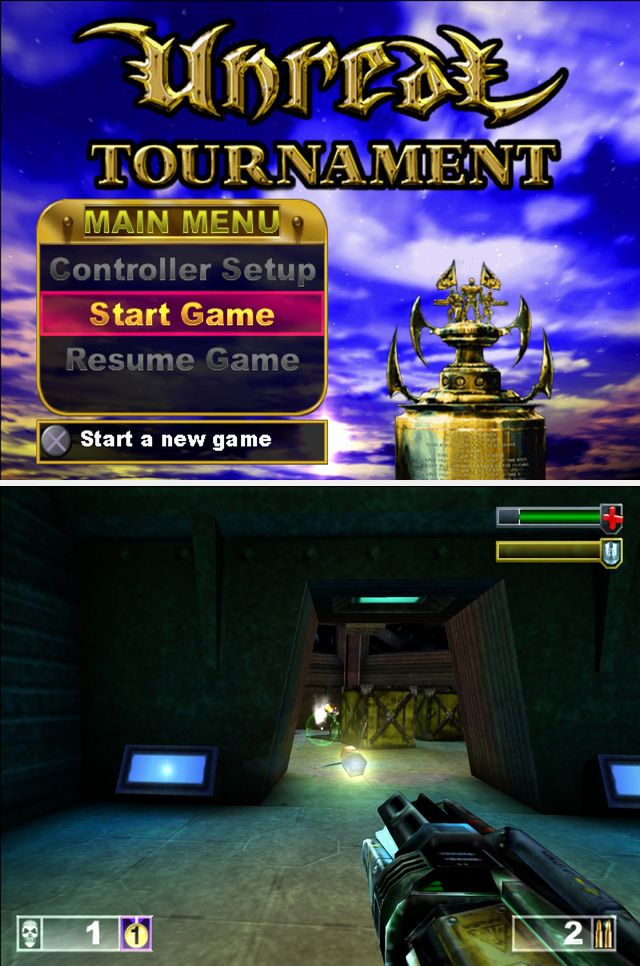 Unreal
TOURNAMENT
MAIN MENU
Controller Setup
Start Game
Resume Game
Start a new game
1
1
2